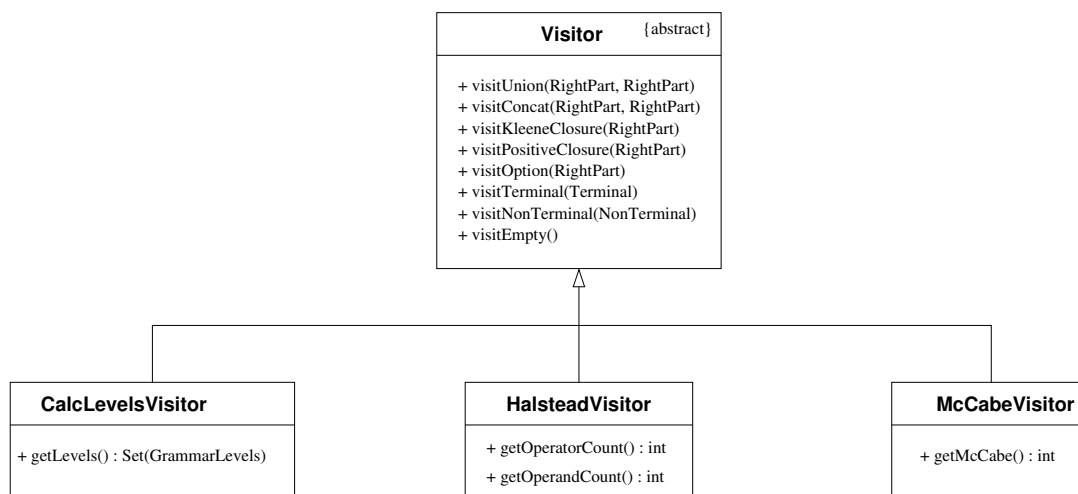 Visitor {abstract}
+ visitUnion(RightPart, RightPart)
+ visitConcat(RightPart, RightPart)
+ visitKleeneClosure(RightPart)
+ visitPositiveClosure(RightPart)
+ visitOption(RightPart)
+ visitTerminal(Terminal)
+ visitNonTerminal(NonTerminal)
+ visitEmpty()
CalcLevelsVisitor
+ getLevels() : Set(GrammarLevels)
HalsteadVisitor
+ getOperatorCount() : int
+ getOperandCount() : int
McCabeVisitor
+ getMcCabe() : int